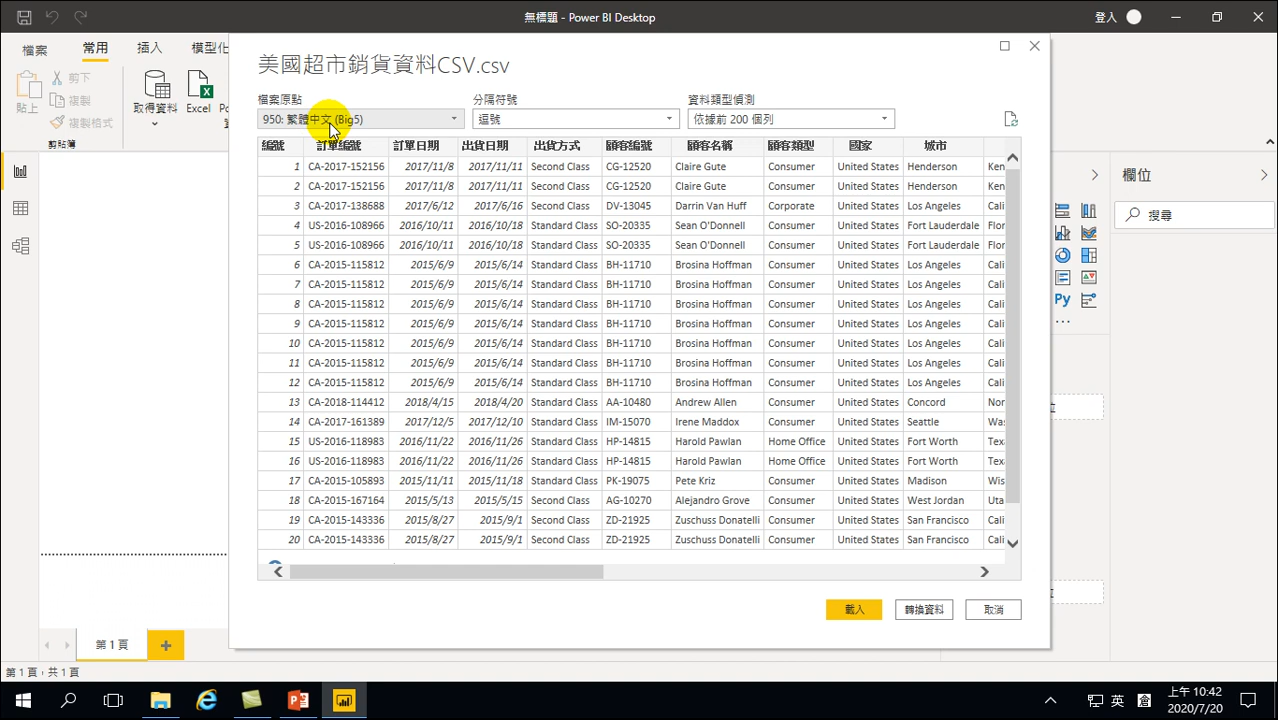 無標題 - Power BI Desktop
登入
檔案 常用 插入 模型化
貼上
剪下
複製
複製格式
剪貼簿
取得資料
Excel
美國超市銷貨資料CSV.csv
檔案原點 分隔符號 資料類型偵測
950: 繁體中文 (Big5) 逗號 依據前 200 個列
編號 訂單編號 訂單日期 出貨日期 出貨方式 顧客編號 顧客名稱 顧客類型 國家 城市
1 CA-2017-152156 2017/11/8 2017/11/11 Second Class CG-12520 Claire Gute Consumer United States Henderson Ken
2 CA-2017-152156 2017/11/8 2017/11/11 Second Class CG-12520 Claire Gute Consumer United States Henderson Ken
3 CA-2017-138688 2017/6/12 2017/6/16 Second Class DV-13045 Darrin Van Huff Corporate United States Los Angeles Cali
4 US-2016-108966 2016/10/11 2016/10/18 Standard Class SO-20335 Sean O'Donnell Consumer United States Fort Lauderdale Flor
5 US-2016-108966 2016/10/11 2016/10/18 Standard Class SO-20335 Sean O'Donnell Consumer United States Fort Lauderdale Flor
6 CA-2015-115812 2015/6/9 2015/6/14 Standard Class BH-11710 Brosina Hoffman Consumer United States Los Angeles Cali
7 CA-2015-115812 2015/6/9 2015/6/14 Standard Class BH-11710 Brosina Hoffman Consumer United States Los Angeles Cali
8 CA-2015-115812 2015/6/9 2015/6/14 Standard Class BH-11710 Brosina Hoffman Consumer United States Los Angeles Cali
9 CA-2015-115812 2015/6/9 2015/6/14 Standard Class BH-11710 Brosina Hoffman Consumer United States Los Angeles Cali
10 CA-2015-115812 2015/6/9 2015/6/14 Standard Class BH-11710 Brosina Hoffman Consumer United States Los Angeles Cali
11 CA-2015-115812 2015/6/9 2015/6/14 Standard Class BH-11710 Brosina Hoffman Consumer United States Los Angeles Cali
12 CA-2015-115812 2015/6/9 2015/6/14 Standard Class BH-11710 Brosina Hoffman Consumer United States Los Angeles Cali
13 CA-2018-114412 2018/4/15 2018/4/20 Standard Class AA-10480 Andrew Allen Consumer United States Concord Nor
14 CA-2017-161389 2017/12/5 2017/12/10 Standard Class IM-15070 Irene Maddox Consumer United States Seattle Was
15 US-2016-118983 2016/11/22 2016/11/26 Standard Class HP-14815 Harold Pawlan Home Office United States Fort Worth Texa
16 US-2016-118983 2016/11/22 2016/11/26 Standard Class HP-14815 Harold Pawlan Home Office United States Fort Worth Texa
17 CA-2015-105893 2015/11/11 2015/11/18 Standard Class PK-19075 Pete Kriz Consumer United States Madison Wis
18 CA-2015-167164 2015/5/13 2015/5/15 Second Class AG-10270 Alejandro Grove Consumer United States West Jordan Uta
19 CA-2015-143336 2015/8/27 2015/9/1 Second Class ZD-21925 Zuschuss Donatelli Consumer United States San Francisco Cali
20 CA-2015-143336 2015/8/27 2015/9/1 Second Class ZD-21925 Zuschuss Donatelli Consumer United States San Francisco Cali
載入 轉換資料 取消
欄位
搜尋
Py
第 1 頁
第 1 頁，共 1 頁
英
上午 10:42
2020/7/20